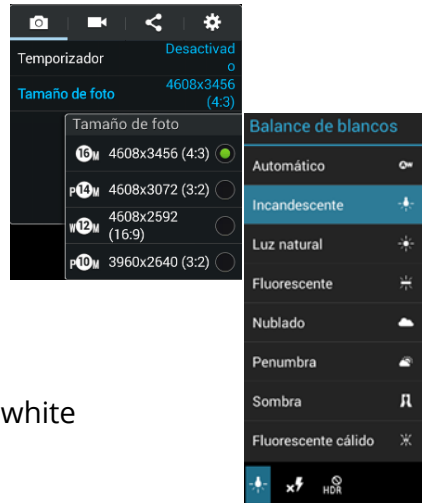 Temporizador
Desactivad
o
Tamaño de foto
4608x3456
(4:3)
Tamaño de foto
16M 4608x3456 (4:3)
P14M 4608x3072 (3:2)
W12M 4608x2592
(16:9)
P10M 3960x2640 (3:2)
Balance de blancos
Automático
Incandescente
Luz natural
Fluorescente
Nublado
Penumbra
Sombra
Fluorescente cálido
HDR
white